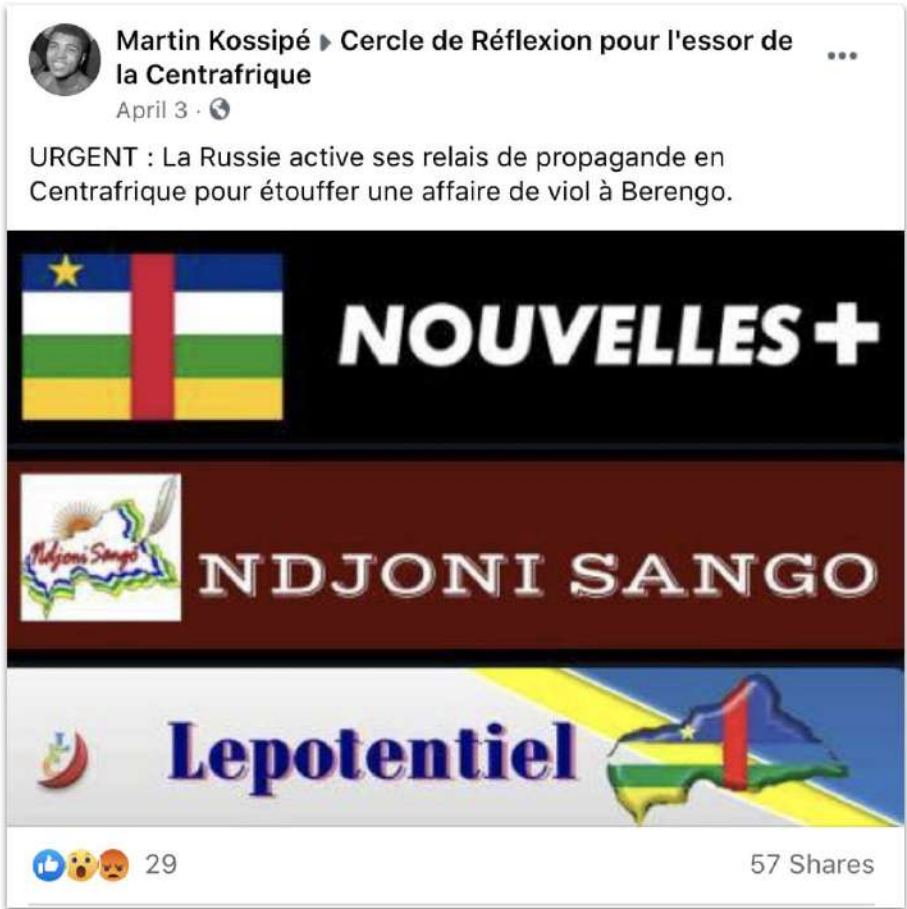 Martin Kossipé ▸ Cercle de Réflexion pour l'essor de
la Centrafrique
April 3 ·
URGENT : La Russie active ses relais de propagande en
Centrafrique pour étouffer une affaire de viol à Berengo.
NOUVELLES+
Ndjoni Sango
NDJONI SANGO
Lepotentiel
29
57 Shares